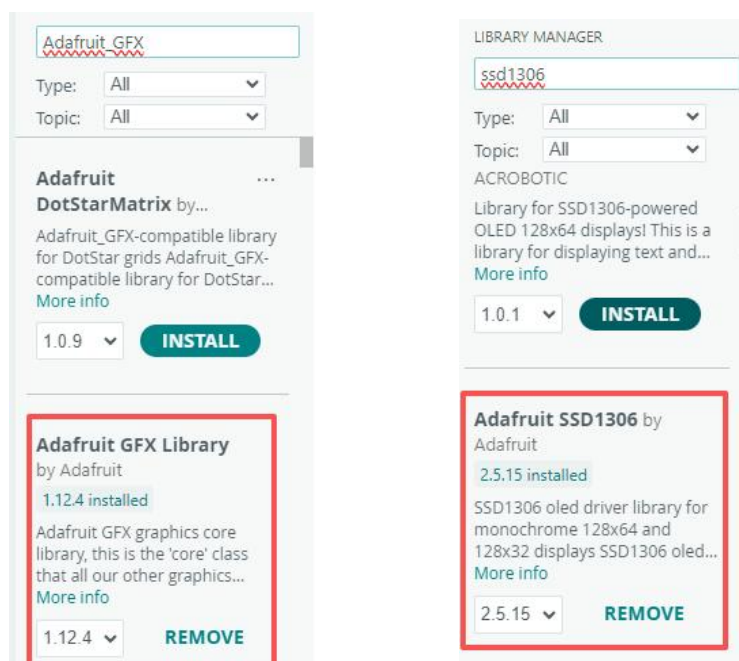 Adafruit_GFX
Type: All
Topic: All
Adafruit
DotStarMatrix by...
...
Adafruit_GFX-compatible library
for DotStar grids Adafruit_GFX-
compatible library for DotStar...
More info
1.0.9 INSTALL
Adafruit GFX Library
by Adafruit
1.12.4 installed
Adafruit GFX graphics core
library, this is the 'core' class
that all our other graphics...
More info
1.12.4 REMOVE
LIBRARY MANAGER
ssd1306
Type: All
Topic: All
ACROBOTIC
Library for SSD1306-powered
OLED 128x64 displays! This is a
library for displaying text and...
More info
1.0.1 INSTALL
Adafruit SSD1306 by
Adafruit
2.5.15 installed
SSD1306 oled driver library for
monochrome 128x64 and
128x32 displays SSD1306 oled...
More info
2.5.15 REMOVE